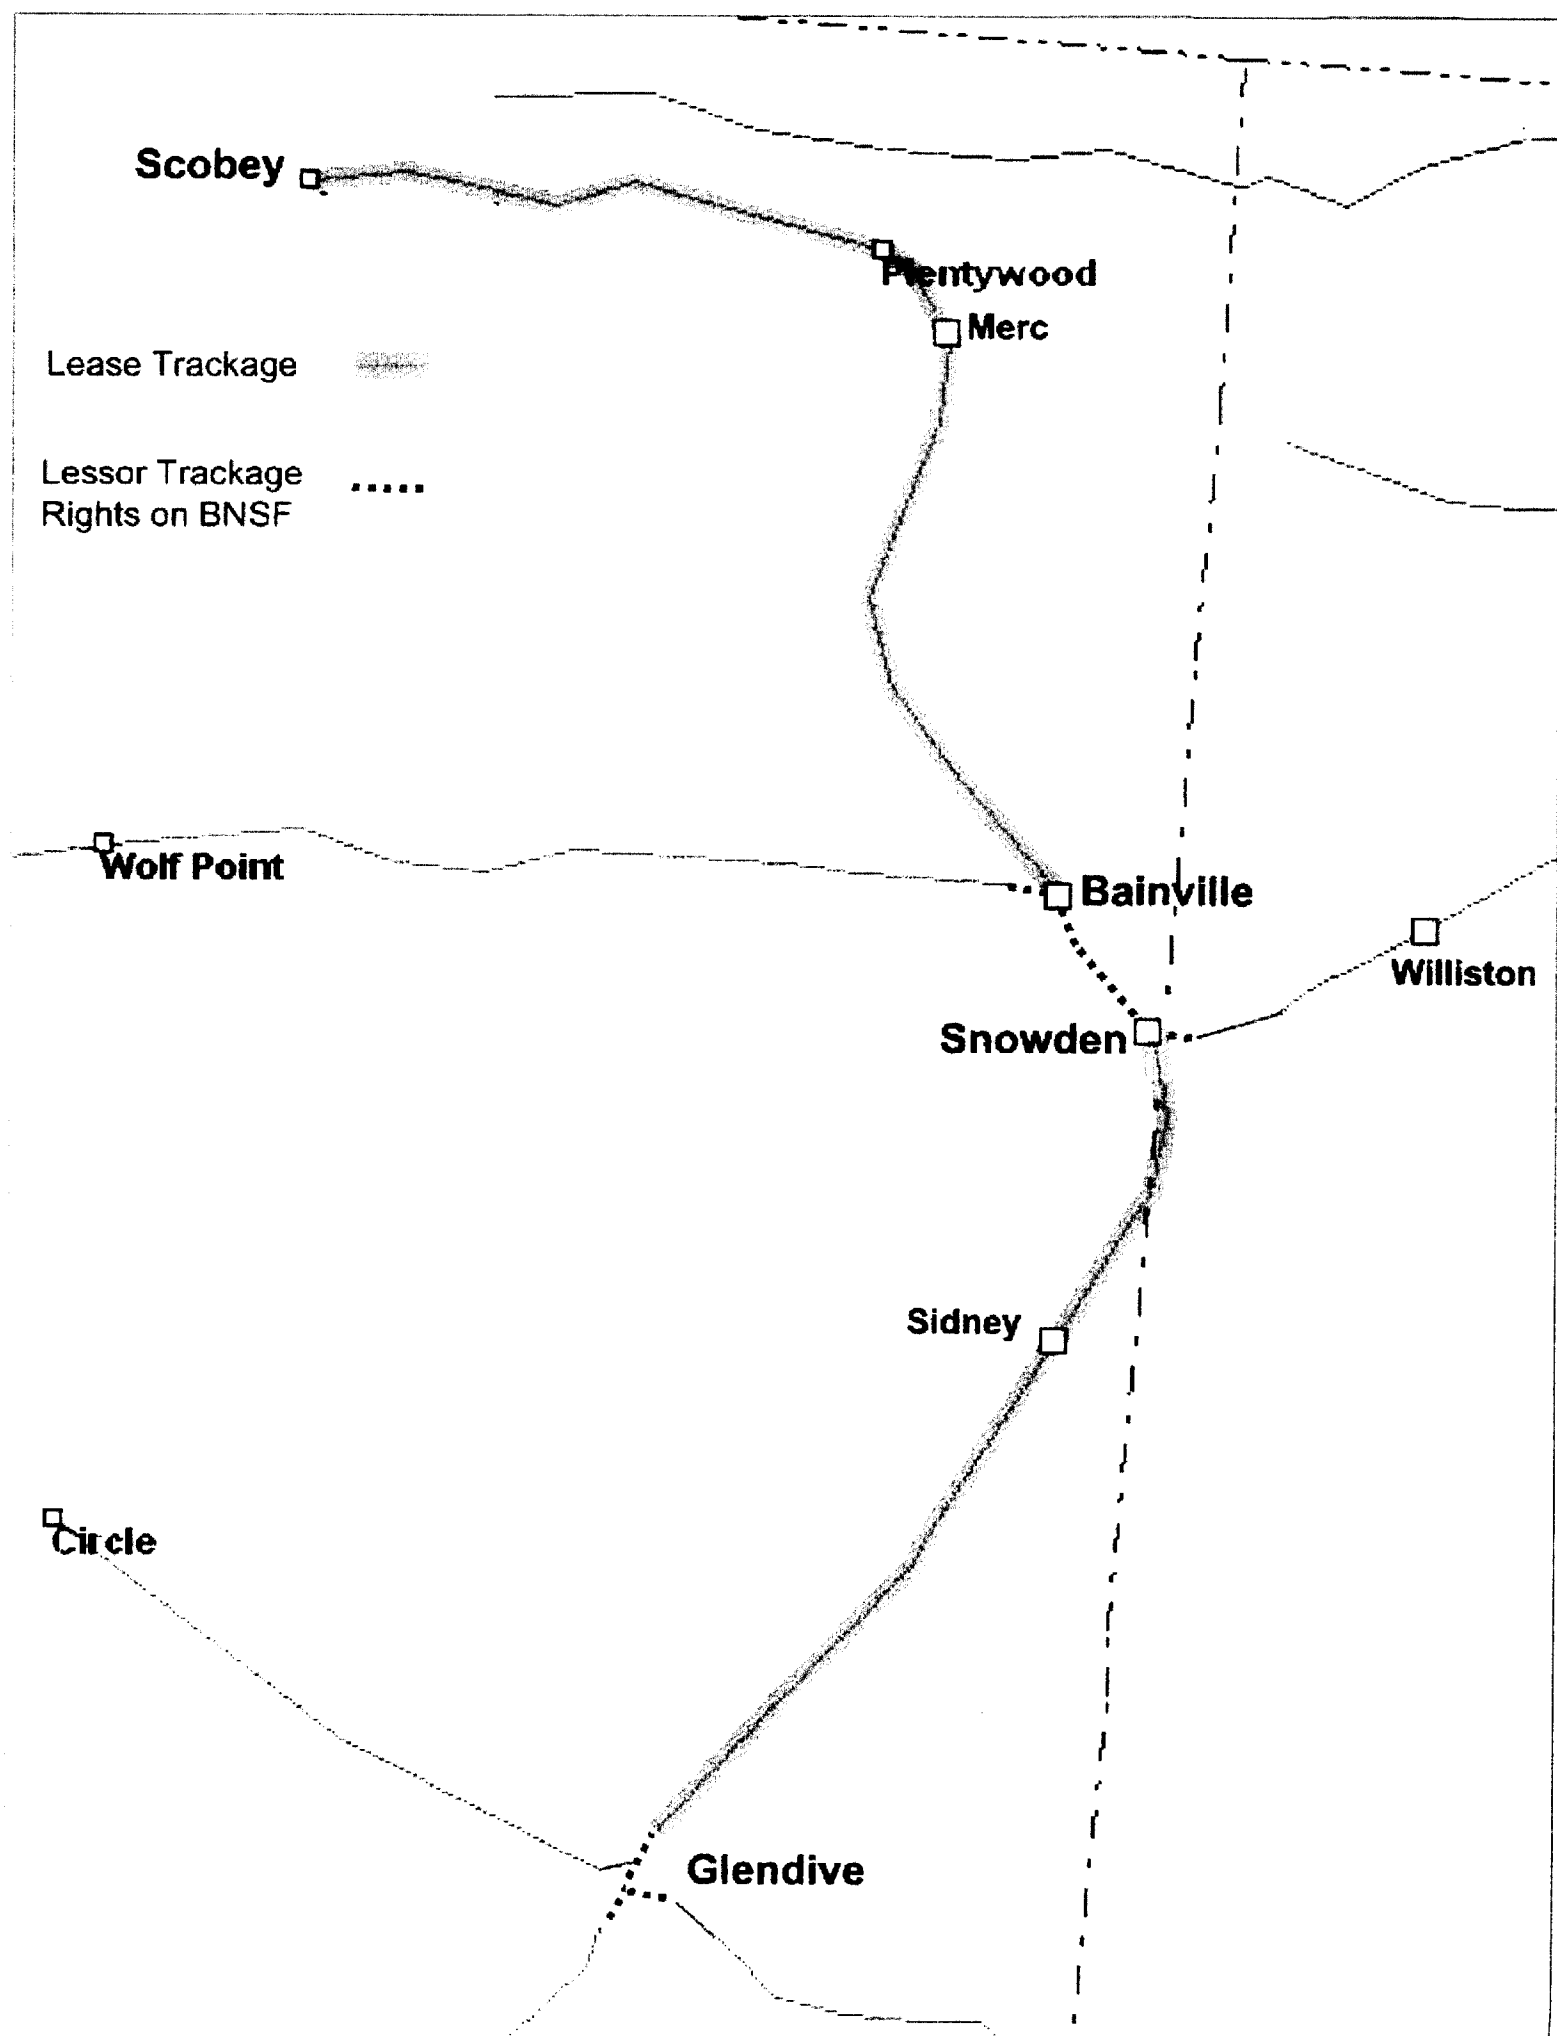 Scobey
Plentywood
Merc
Lease Trackage
Lessor Trackage
Rights on BNSF
Wolf Point
Bainville
Williston
Snowden
Sidney
Circle
Glendive